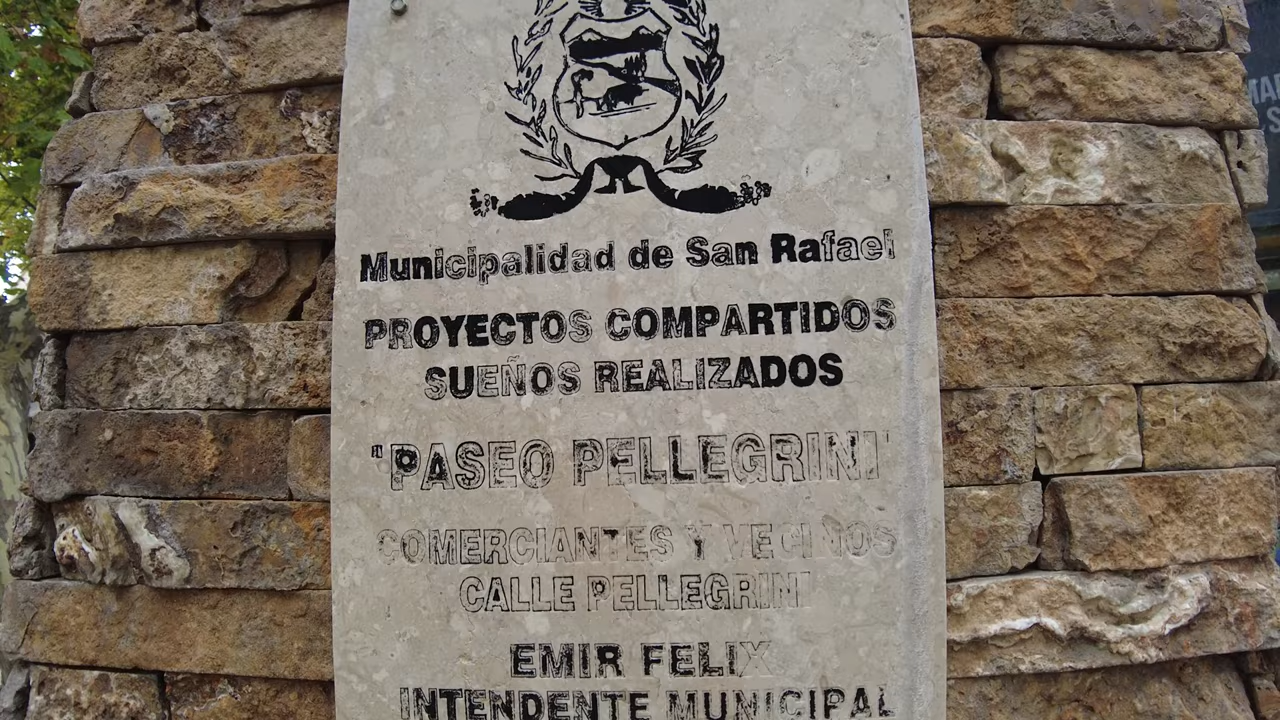 Municipalidad de San Rafael
PROYECTOS COMPARTIDOS
SUEÑOS REALIZADOS
"PASEO PELLEGRINI"
COMERCIANTES Y VECINOS
CALLE PELLEGRINI
EMIR FELIX
INTENDENTE MUNICIPAL